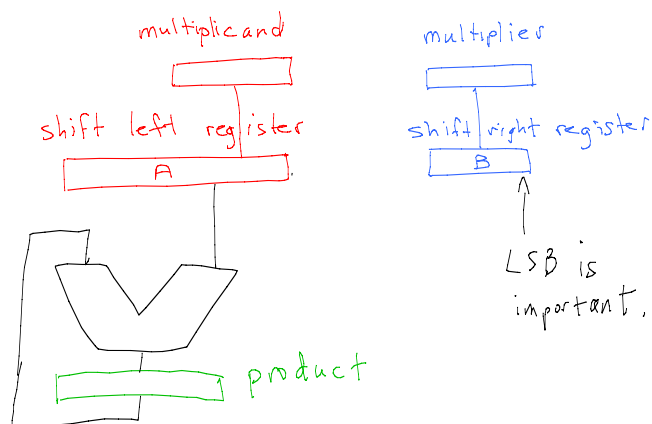 multiplicand
multiplier
shift left register
shift right register
A
B
LSB is
important.
product